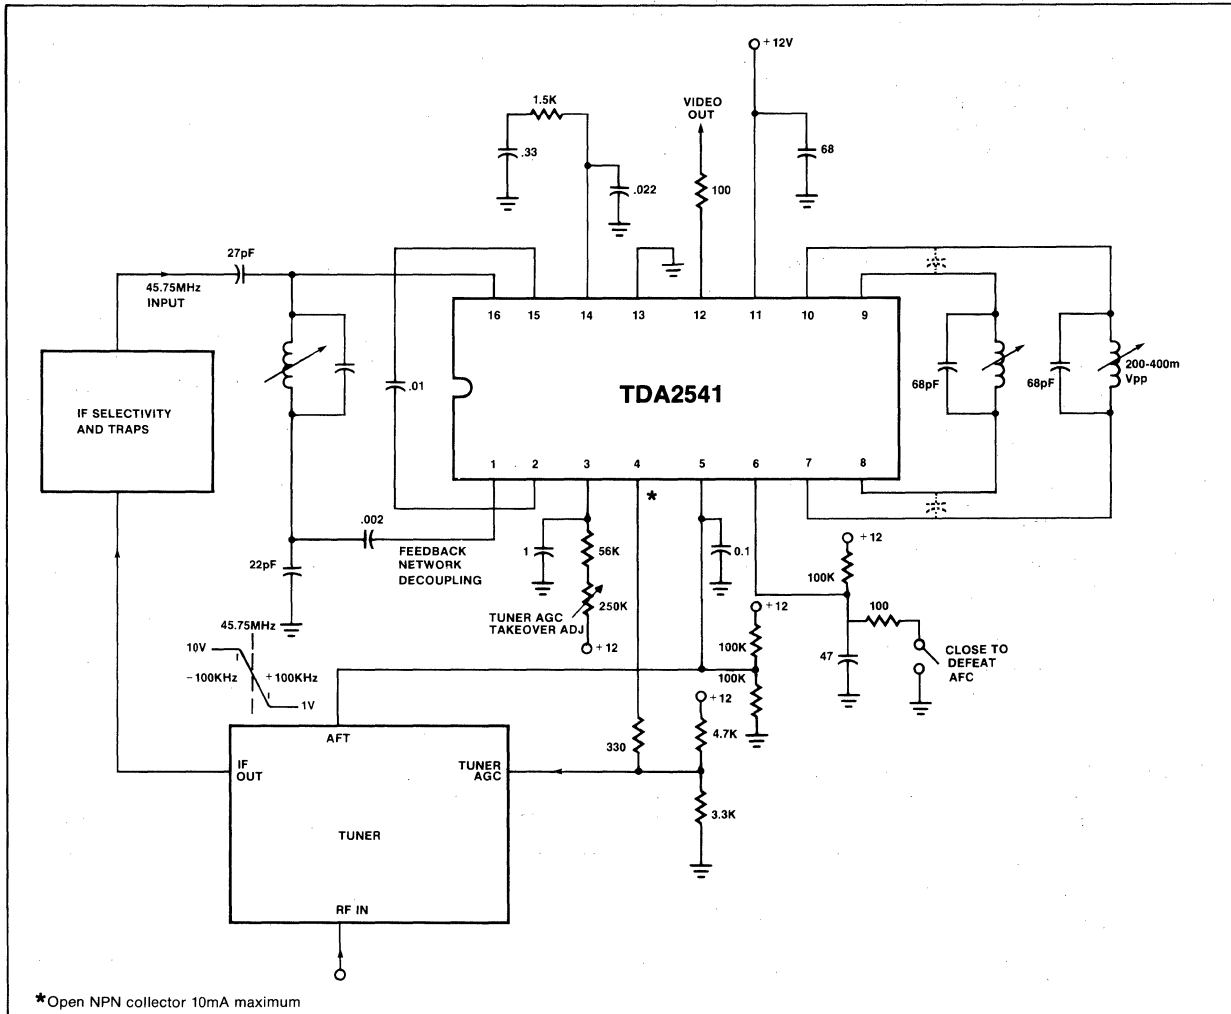 +12V
1.5K
VIDEO
OUT
.33
.022
100
68
27pF
45.75MHz
INPUT
16 15 14 13 12 11 10 9
.01
TDA2541
68pF
68pF
200-400m
Vpp
IF SELECTIVITY
AND TRAPS
1 2 3 4 5 6 7 8
*
.002
FEEDBACK
NETWORK
DECOUPLING
22pF
1
56K
0.1
+12
100K
250K
TUNER AGC
TAKEOVER ADJ
+12
+12
100K
100K
100
47
CLOSE TO
DEFEAT
AFC
45.75MHz
10V
−100KHz
+100KHz
1V
+12
4.7K
330
AFT
IF
OUT
TUNER
AGC
3.3K
TUNER
RF IN
*Open NPN collector 10mA maximum